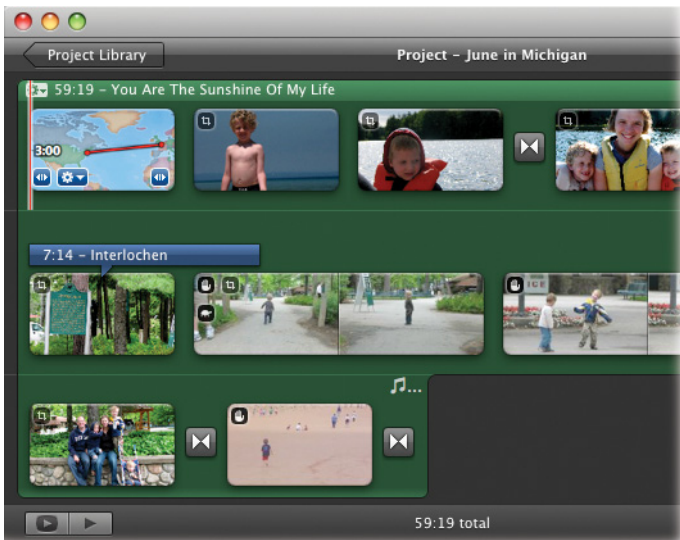 Project Library
Project – June in Michigan
59:19 – You Are The Sunshine Of My Life
3:00
7:14 – Interlochen
ICE
59:19 total